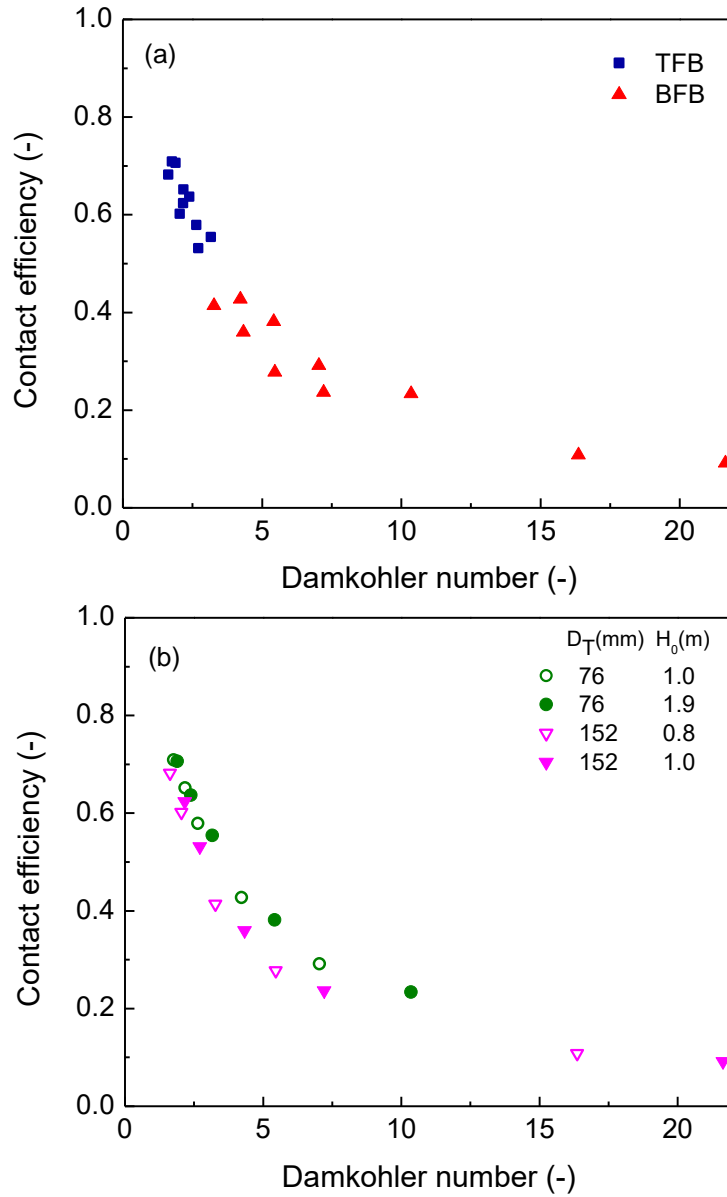 1.0
(a)
TFB
BFB
0.8
0.6
0.4
0.2
0.0
Contact efficiency (-)
0 5 10 15 20
Damkohler number (-)
1.0
(b)
DT(mm) H0(m)
76 1.0
76 1.9
152 0.8
152 1.0
0.8
0.6
0.4
0.2
0.0
Contact efficiency (-)
0 5 10 15 20
Damkohler number (-)